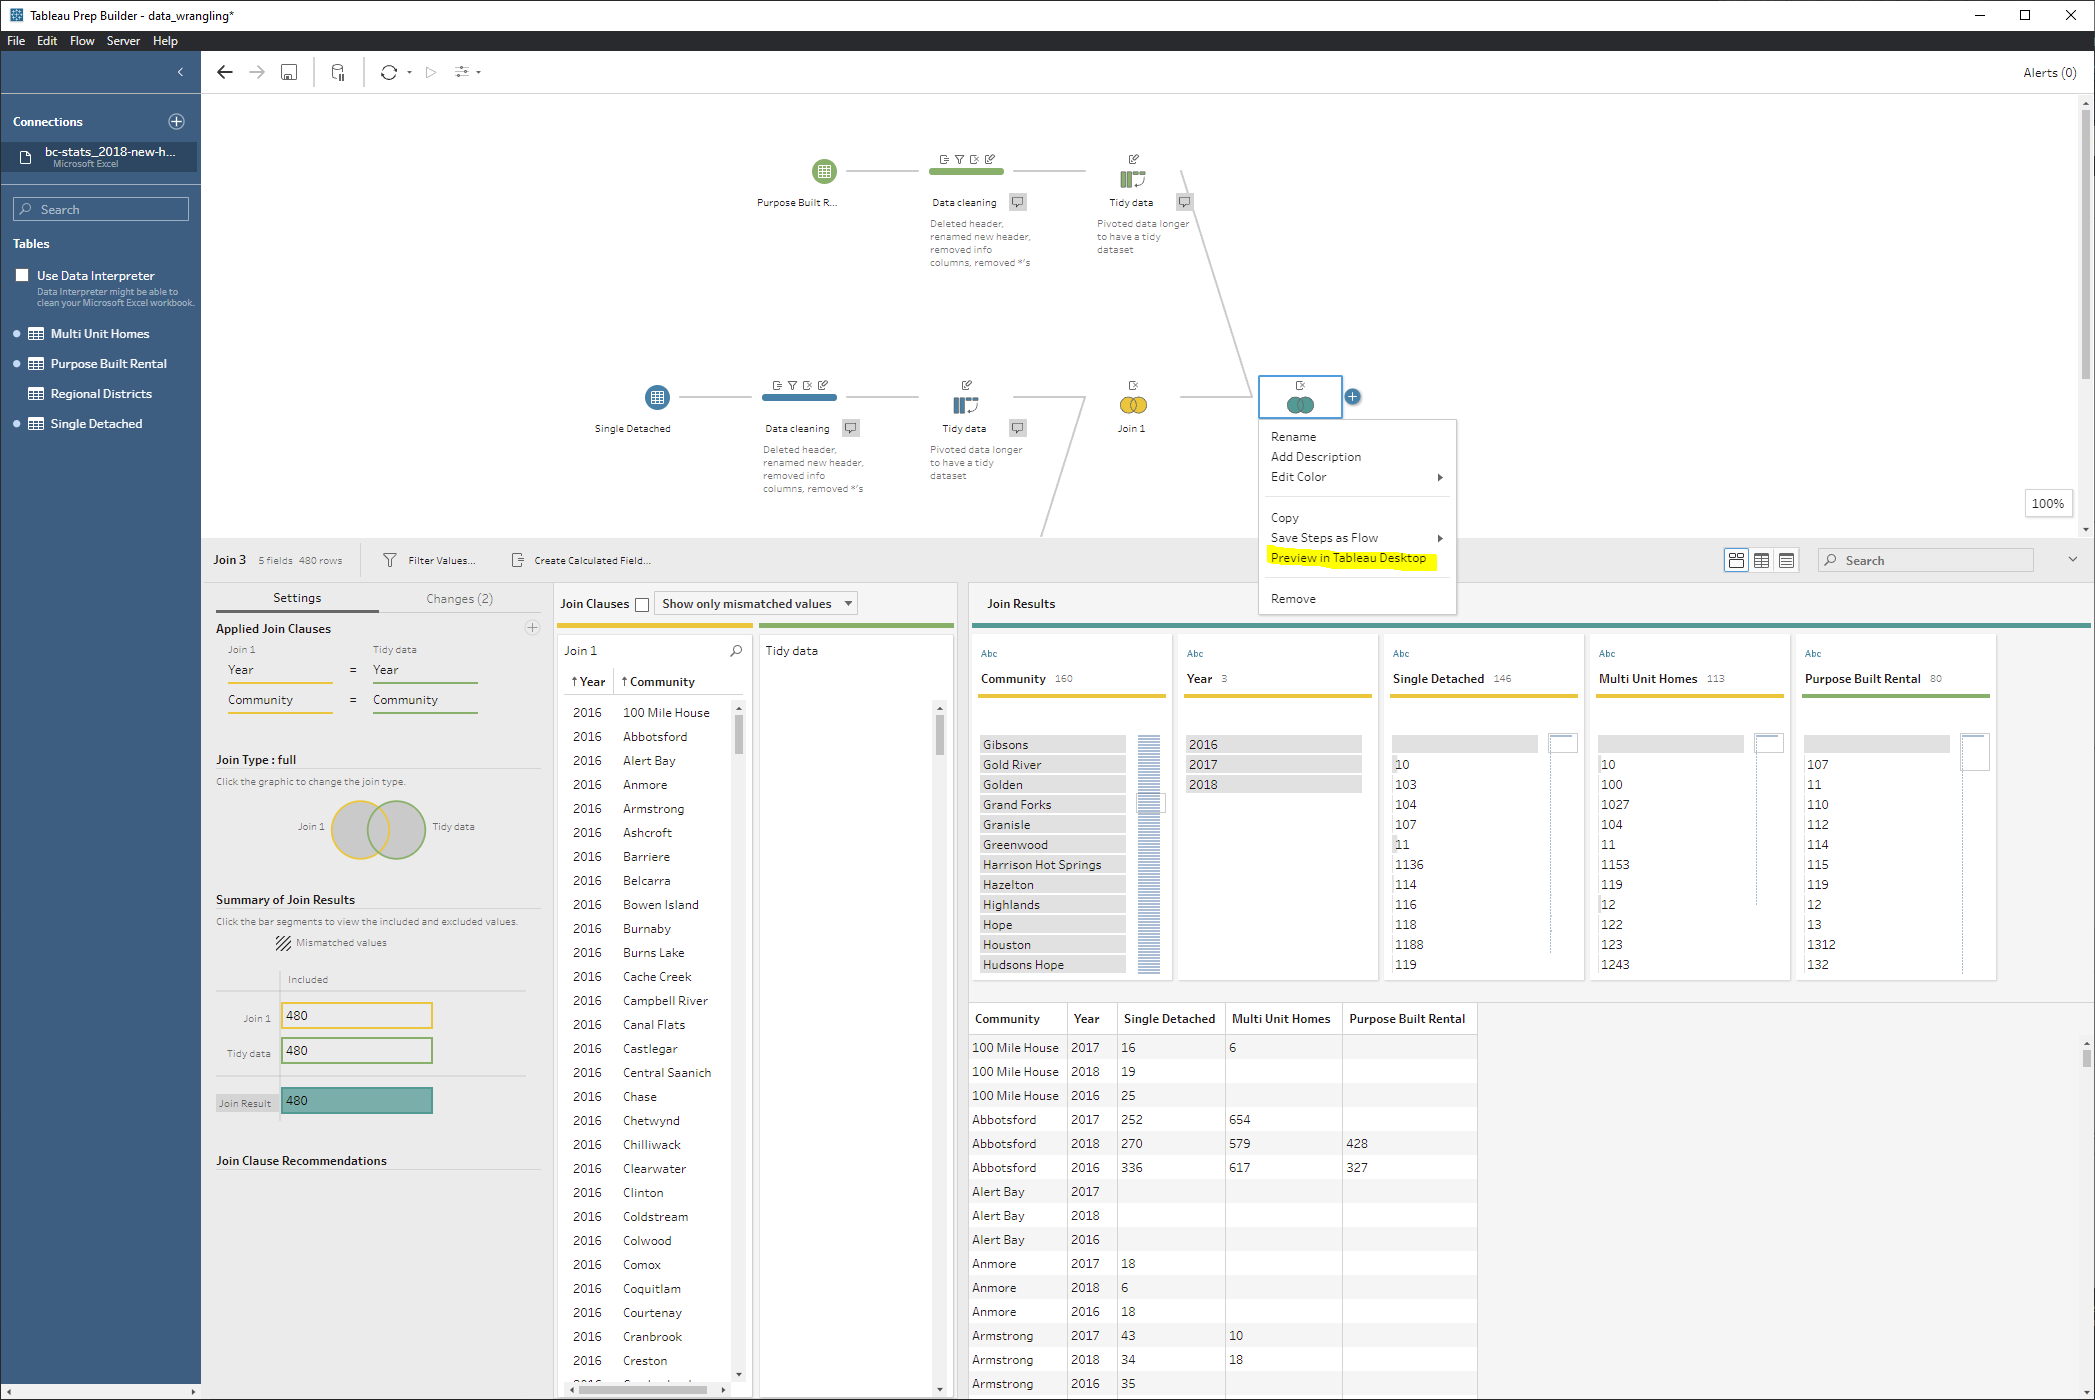 Tableau Prep Builder - data_wrangling*
File Edit Flow Server Help
Alerts (0)
Connections
bc-stats_2018-new-h...
Microsoft Excel
Search
Tables
Use Data Interpreter
Data Interpreter might be able to
clean your Microsoft Excel workbook.
Multi Unit Homes
Purpose Built Rental
Regional Districts
Single Detached
Purpose Built R...
Data cleaning
Deleted header,
renamed new header,
removed info
columns, removed *'s
Tidy data
Pivoted data longer
to have a tidy
dataset
Single Detached
Data cleaning
Deleted header,
renamed new header,
removed info
columns, removed *'s
Tidy data
Pivoted data longer
to have a tidy
dataset
Join 1
Rename
Add Description
Edit Color
Copy
Save Steps as Flow
Preview in Tableau Desktop
Remove
100%
Join 3 5 fields 480 rows Filter Values... Create Calculated Field...
Search
Settings Changes (2)
Applied Join Clauses
Join 1 Tidy data
Year = Year
Community = Community
Join Type : full
Click the graphic to change the join type.
Join 1 Tidy data
Summary of Join Results
Click the bar segments to view the included and excluded values.
Mismatched values
Included
Join 1 480
Tidy data 480
Join Result 480
Join Clause Recommendations
Join Clauses Show only mismatched values
Join 1 Tidy data
Year Community
2016 100 Mile House
2016 Abbotsford
2016 Alert Bay
2016 Anmore
2016 Armstrong
2016 Ashcroft
2016 Barriere
2016 Belcarra
2016 Bowen Island
2016 Burnaby
2016 Burns Lake
2016 Cache Creek
2016 Campbell River
2016 Canal Flats
2016 Castlegar
2016 Central Saanich
2016 Chase
2016 Chetwynd
2016 Chilliwack
2016 Clearwater
2016 Clinton
2016 Coldstream
2016 Colwood
2016 Comox
2016 Coquitlam
2016 Courtenay
2016 Cranbrook
2016 Creston
Join Results
Abc
Community 160
Gibsons
Gold River
Golden
Grand Forks
Granisle
Greenwood
Harrison Hot Springs
Hazelton
Highlands
Hope
Houston
Hudsons Hope
Abc
Year 3
2016
2017
2018
Abc
Single Detached 146
10
103
104
107
11
1136
114
116
118
1188
119
Abc
Multi Unit Homes 113
10
100
1027
104
11
1153
119
12
122
123
1243
Abc
Purpose Built Rental 80
107
11
110
112
114
115
119
12
13
1312
132
Community Year Single Detached Multi Unit Homes Purpose Built Rental
100 Mile House 2017 16 6
100 Mile House 2018 19
100 Mile House 2016 25
Abbotsford 2017 252 654
Abbotsford 2018 270 579 428
Abbotsford 2016 336 617 327
Alert Bay 2017
Alert Bay 2018
Alert Bay 2016
Anmore 2017 18
Anmore 2018 6
Anmore 2016 18
Armstrong 2017 43 10
Armstrong 2018 34 18
Armstrong 2016 35